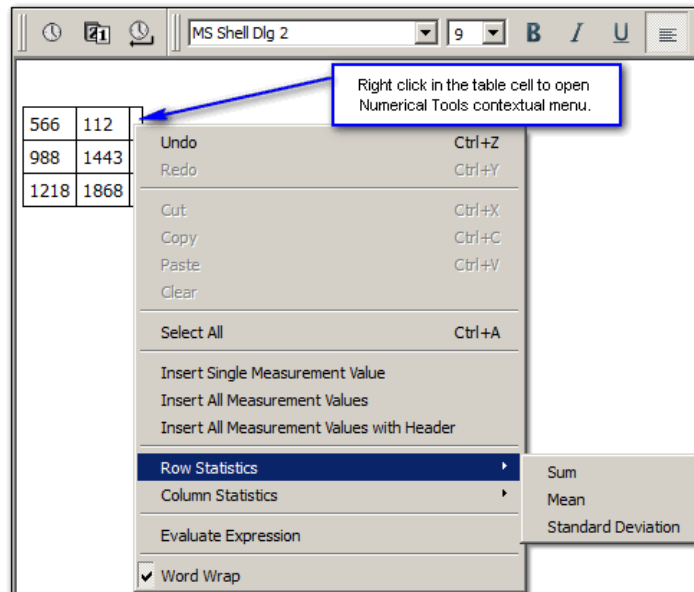 MS Shell Dlg 2 9 B I U
Right click in the table cell to open
Numerical Tools contextual menu.
566 112
988 1443
1218 1868
Undo Ctrl+Z
Redo Ctrl+Y
Cut Ctrl+X
Copy Ctrl+C
Paste Ctrl+V
Clear
Select All Ctrl+A
Insert Single Measurement Value
Insert All Measurement Values
Insert All Measurement Values with Header
Row Statistics
Column Statistics
Evaluate Expression
Word Wrap
Sum
Mean
Standard Deviation